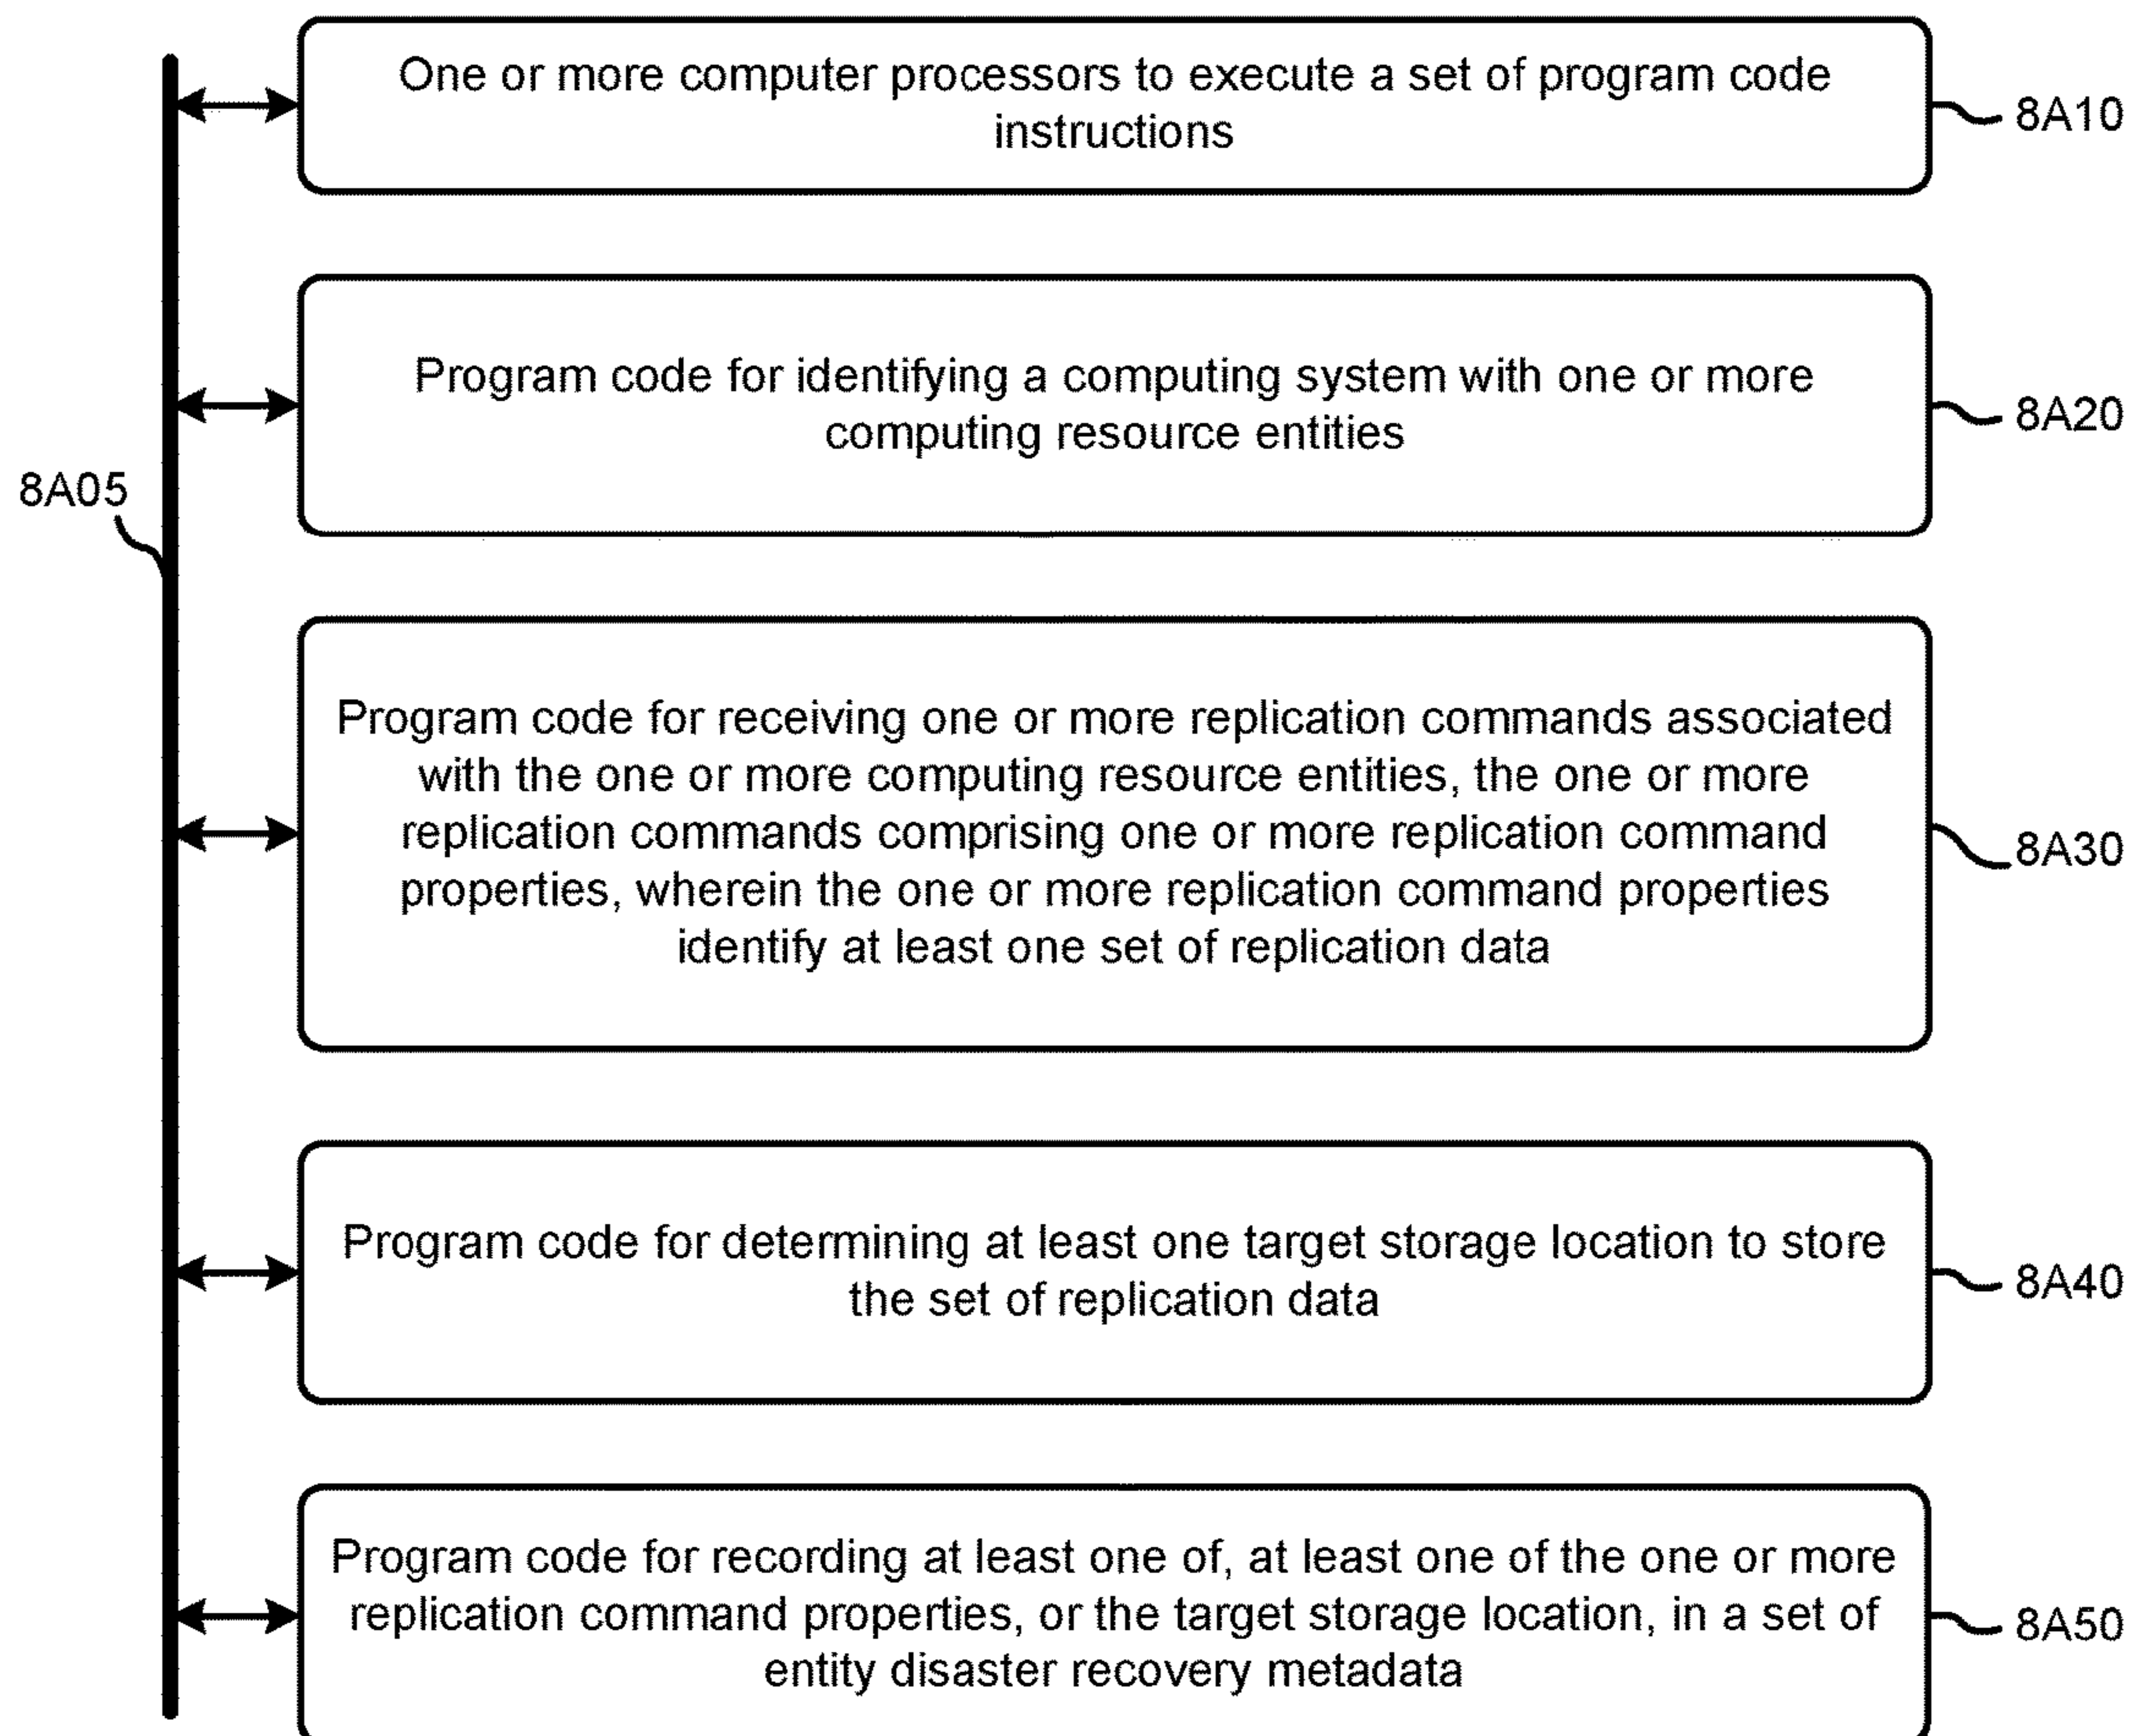 One or more computer processors to execute a set of program code
instructions
8A10
Program code for identifying a computing system with one or more
computing resource entities
8A20
8A05
Program code for receiving one or more replication commands associated
with the one or more computing resource entities, the one or more
replication commands comprising one or more replication command
properties, wherein the one or more replication command properties
identify at least one set of replication data
8A30
Program code for determining at least one target storage location to store
the set of replication data
8A40
Program code for recording at least one of, at least one of the one or more
replication command properties, or the target storage location, in a set of
entity disaster recovery metadata
8A50